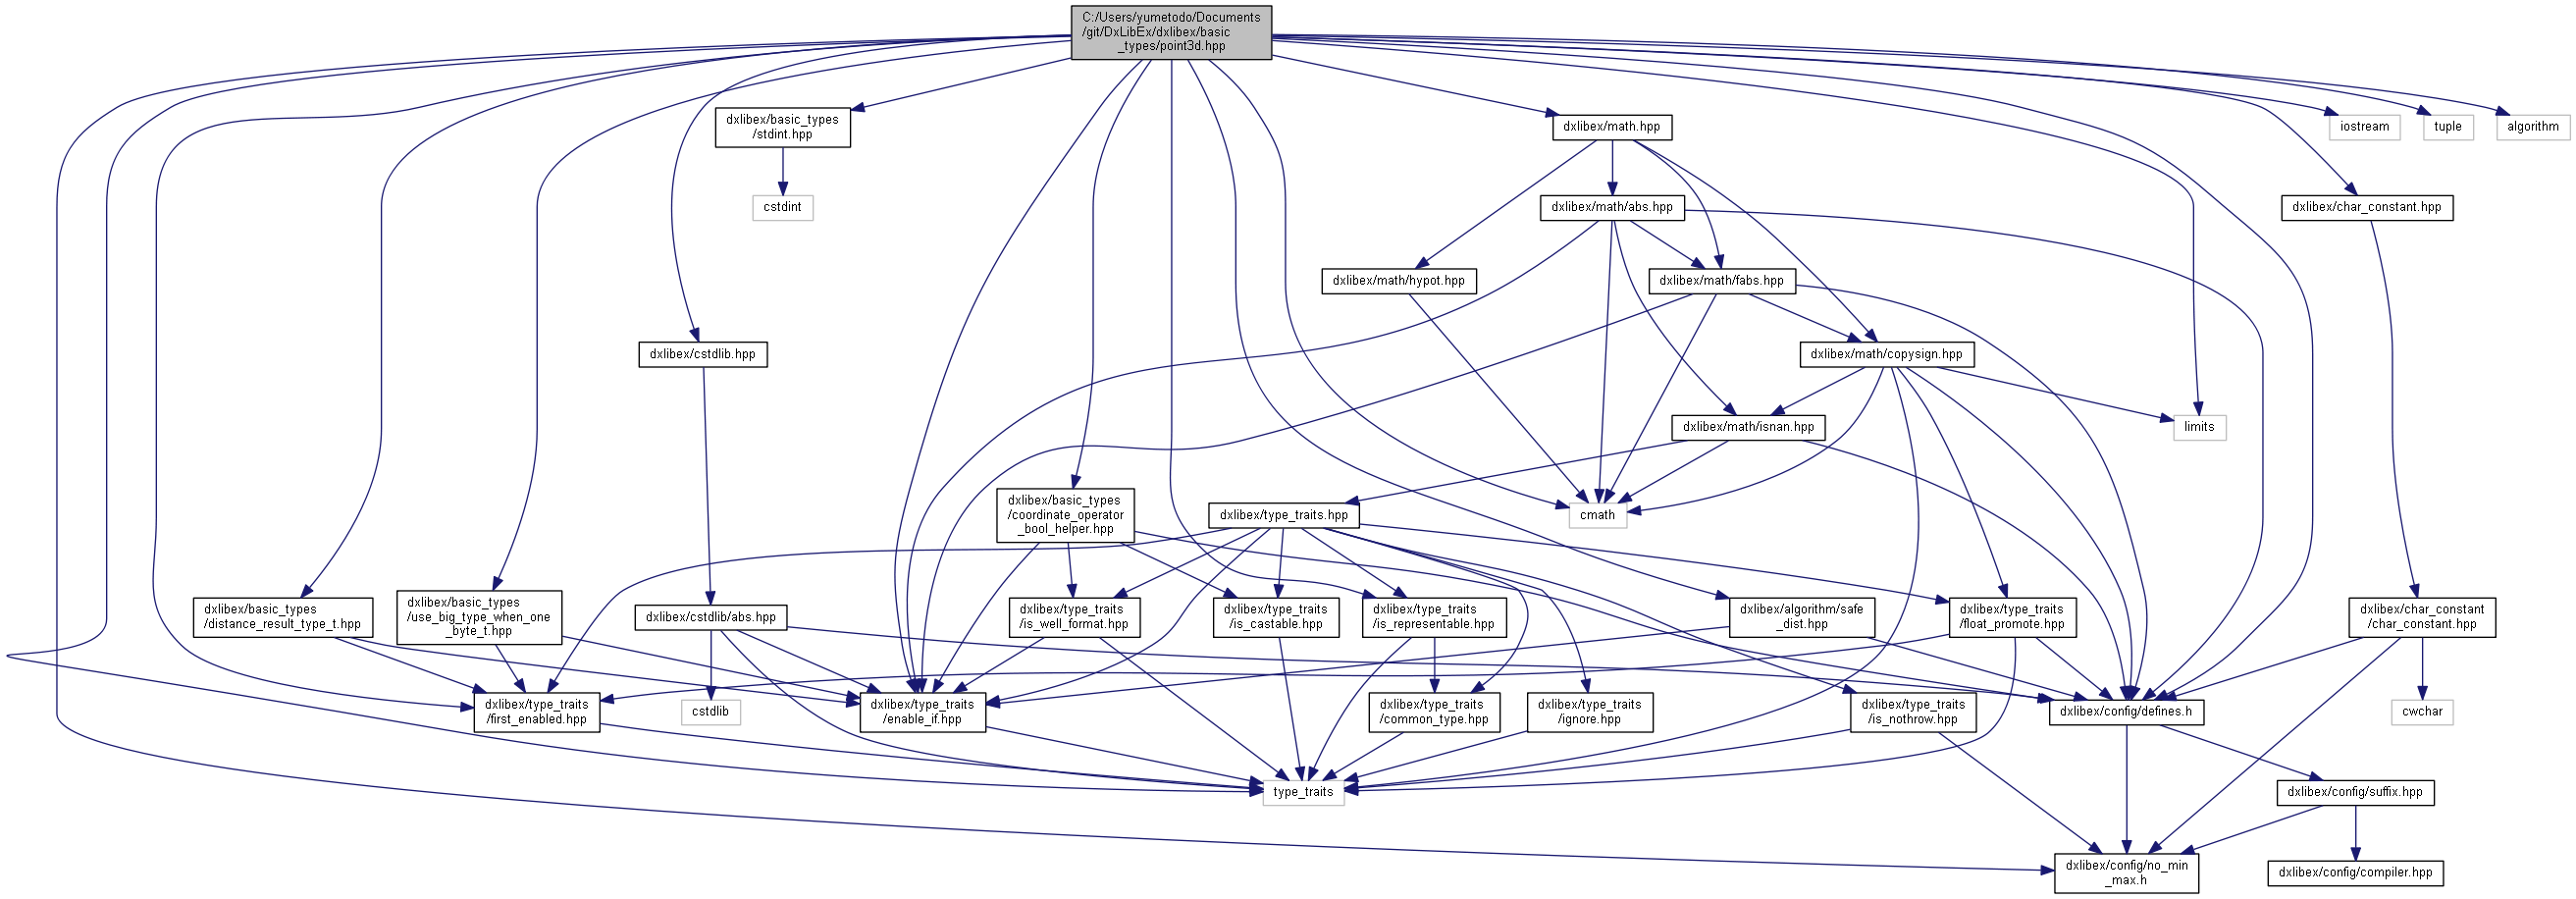 C:/Users/yumetodo/Documents
/git/DxLibEx/dxlibex/basic
_types/point3d.hpp
dxlibex/basic_types
/stdint.hpp
dxlibex/math.hpp
iostream
tuple
algorithm
cstdint
dxlibex/math/abs.hpp
dxlibex/char_constant.hpp
dxlibex/math/hypot.hpp
dxlibex/math/fabs.hpp
dxlibex/cstdlib.hpp
dxlibex/math/copysign.hpp
dxlibex/math/isnan.hpp
limits
dxlibex/basic_types
/coordinate_operator
_bool_helper.hpp
dxlibex/type_traits.hpp
cmath
dxlibex/basic_types
/distance_result_type_t.hpp
dxlibex/basic_types
/use_big_type_when_one
_byte_t.hpp
dxlibex/cstdlib/abs.hpp
dxlibex/type_traits
/is_well_format.hpp
dxlibex/type_traits
/is_castable.hpp
dxlibex/type_traits
/is_representable.hpp
dxlibex/algorithm/safe
_dist.hpp
dxlibex/type_traits
/float_promote.hpp
dxlibex/char_constant
/char_constant.hpp
dxlibex/type_traits
/first_enabled.hpp
cstdlib
dxlibex/type_traits
/enable_if.hpp
dxlibex/type_traits
/common_type.hpp
dxlibex/type_traits
/ignore.hpp
dxlibex/type_traits
/is_nothrow.hpp
dxlibex/config/defines.h
cwchar
type_traits
dxlibex/config/suffix.hpp
dxlibex/config/no_min
_max.h
dxlibex/config/compiler.hpp